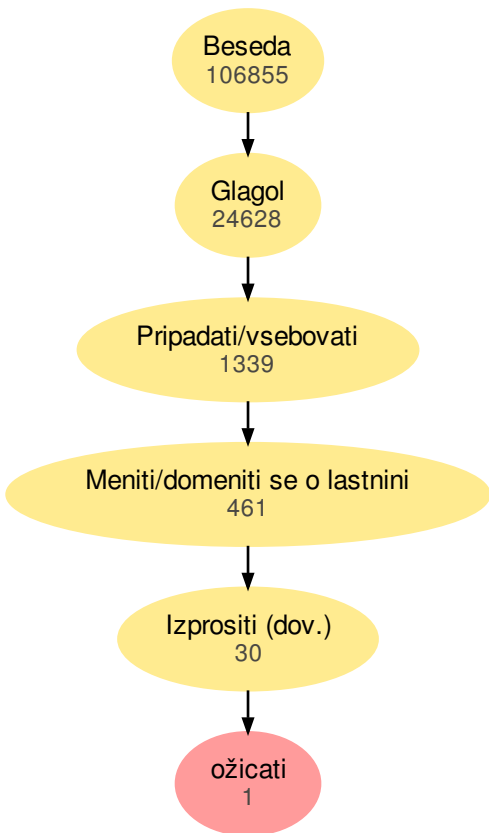 Beseda
106855
Glagol
24628
Pripadati/vsebovati
1339
Meniti/domeniti se o lastnini
461
Izprositi (dov.)
30
ožicati
1